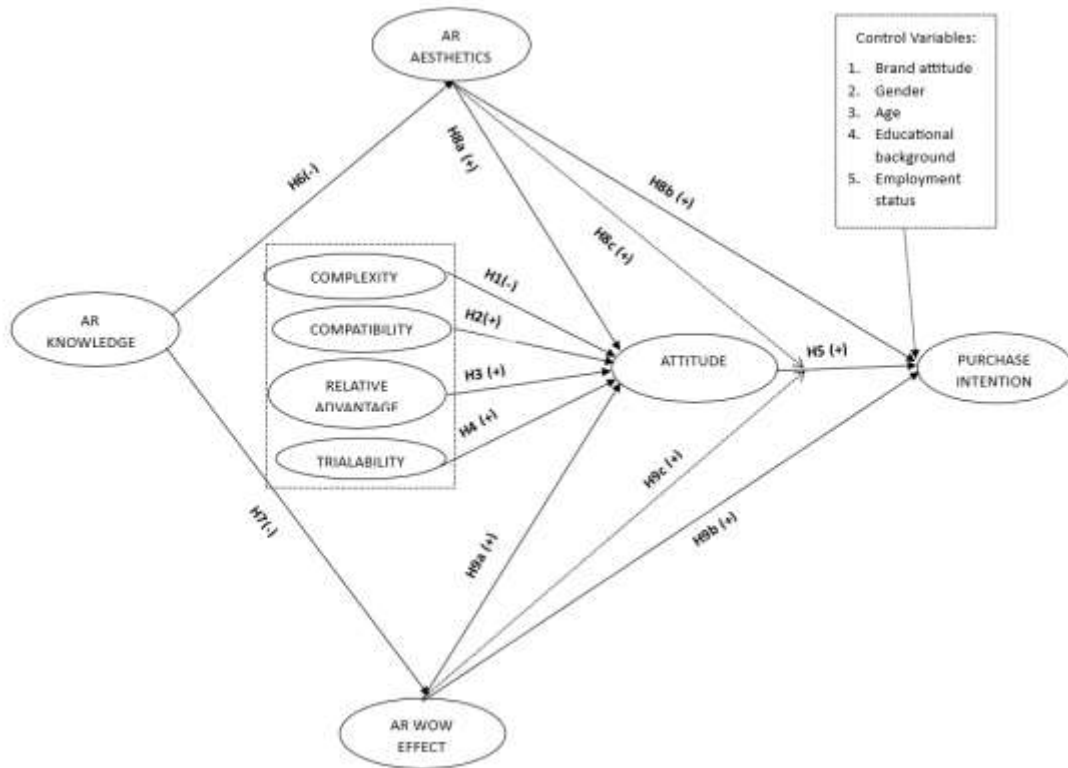 AR
AESTHETICS
Control Variables:
1. Brand attitude
2. Gender
3. Age
4. Educational
background
5. Employment
status
H6(-)
H8a (+)
H8b (+)
H8c (+)
COMPLEXITY
COMPATIBILITY
RELATIVE
ADVANTAGE
TRIALABILITY
H1(-)
H2(+)
H3 (+)
H4 (+)
AR
KNOWLEDGE
ATTITUDE
H5 (+)
PURCHASE
INTENTION
H7(-)
H9a (+)
H9c (+)
H9b (+)
AR WOW
EFFECT